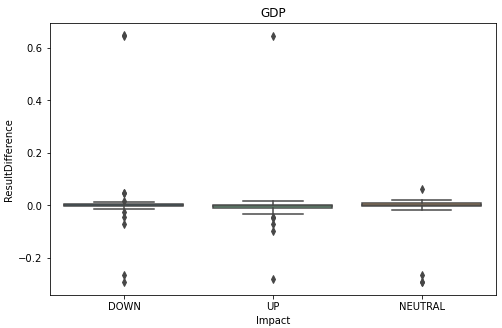 GDP
ResultDifference
0.6
0.4
0.2
0.0
−0.2
DOWN
UP
NEUTRAL
Impact